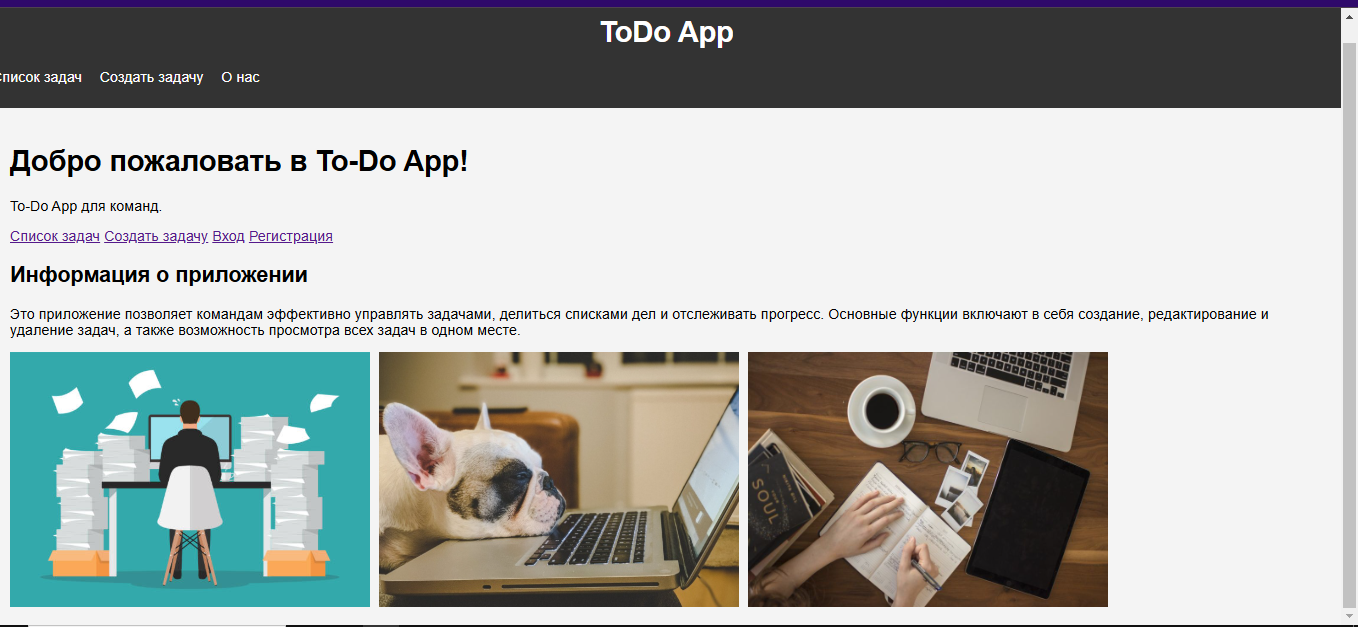 ToDo App
Список задач Создать задачу О нас
Добро пожаловать в To-Do App!
To-Do App для команд.
Список задач Создать задачу Вход Регистрация
Информация о приложении
Это приложение позволяет командам эффективно управлять задачами, делиться списками дел и отслеживать прогресс. Основные функции включают в себя создание, редактирование и
удаление задач, а также возможность просмотра всех задач в одном месте.
SOUL